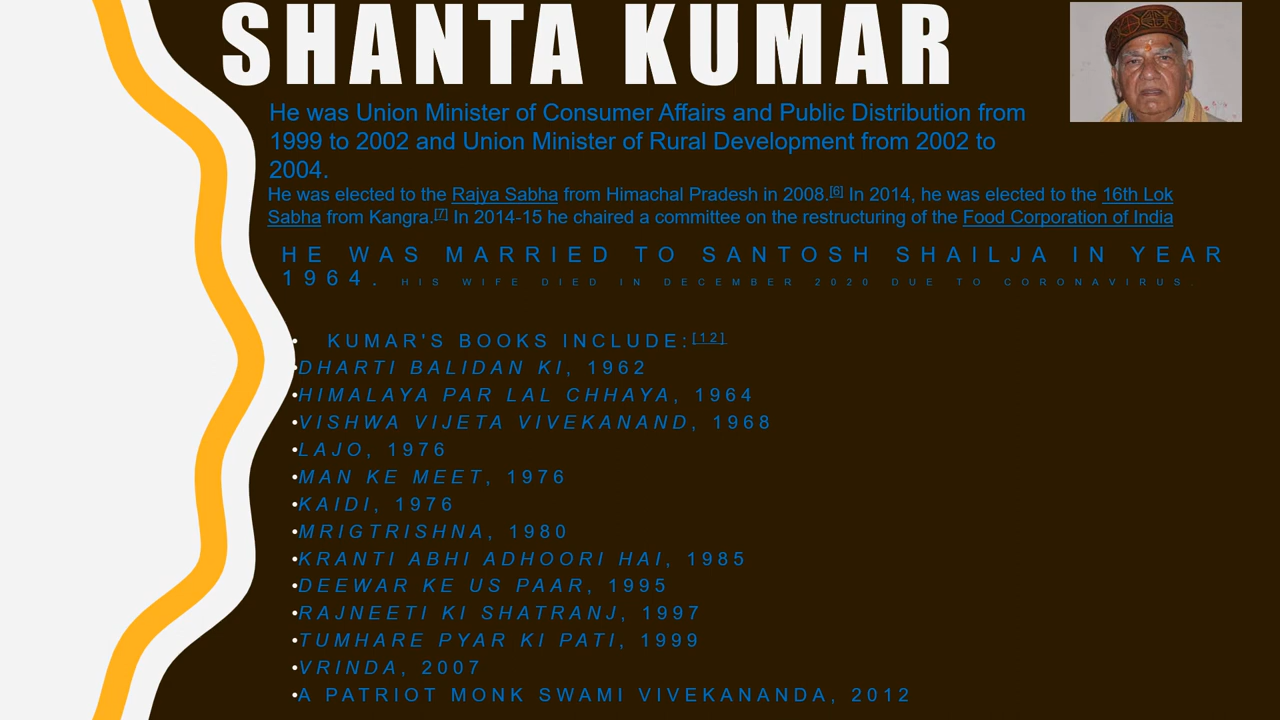 SHANTA KUMAR
He was Union Minister of Consumer Affairs and Public Distribution from
1999 to 2002 and Union Minister of Rural Development from 2002 to
2004.
He was elected to the Rajya Sabha from Himachal Pradesh in 2008.[6] In 2014, he was elected to the 16th Lok
Sabha from Kangra.[7] In 2014-15 he chaired a committee on the restructuring of the Food Corporation of India
HE WAS MARRIED TO SANTOSH SHAILJA IN YEAR
1964. HIS WIFE DIED IN DECEMBER 2020 DUE TO CORONAVIRUS.
• KUMAR'S BOOKS INCLUDE:[12]
•DHARTI BALIDAN KI, 1962
•HIMALAYA PAR LAL CHHAYA, 1964
•VISHWA VIJETA VIVEKANAND, 1968
•LAJO, 1976
•MAN KE MEET, 1976
•KAIDI, 1976
•MRIGTRISHNA, 1980
•KRANTI ABHI ADHOORI HAI, 1985
•DEEWAR KE US PAAR, 1995
•RAJNEETI KI SHATRANJ, 1997
•TUMHARE PYAR KI PATI, 1999
•VRINDA, 2007
•A PATRIOT MONK SWAMI VIVEKANANDA, 2012